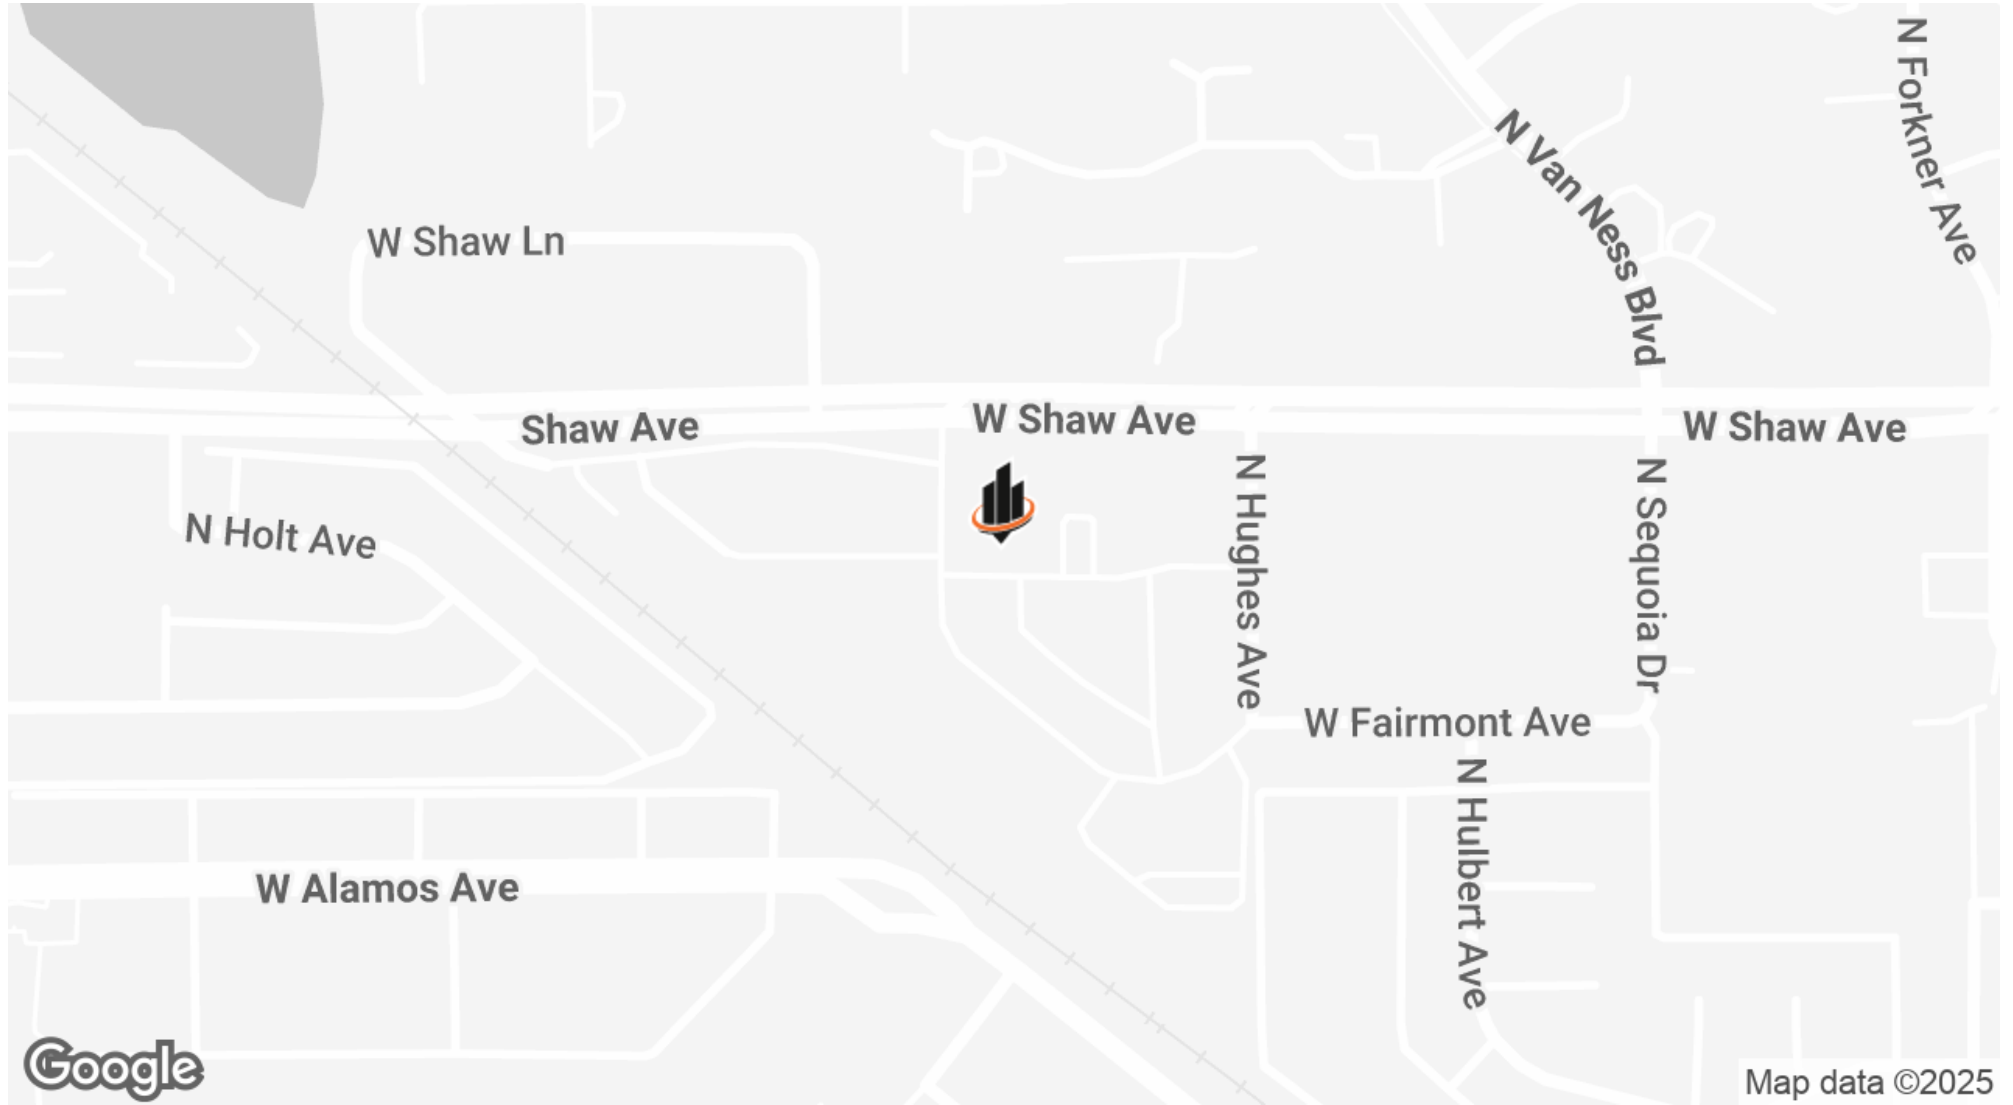 N Forkner Ave
N Van Ness Blvd
W Shaw Ln
Shaw Ave
W Shaw Ave
W Shaw Ave
N Holt Ave
N Hughes Ave
N Sequoia Dr
W Fairmont Ave
N Hulbert Ave
W Alamos Ave
Google
Map data ©2025